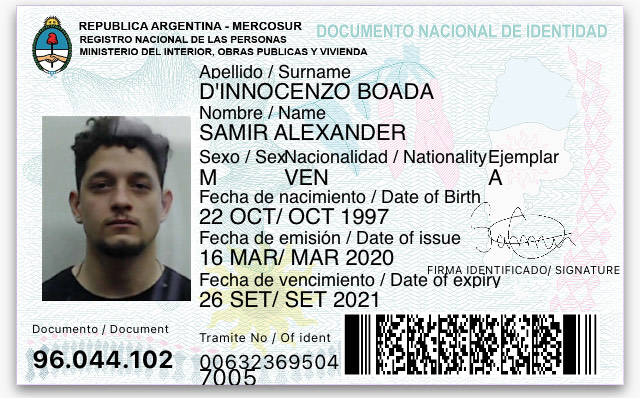 REPUBLICA ARGENTINA - MERCOSUR
REGISTRO NACIONAL DE LAS PERSONAS
MINISTERIO DEL INTERIOR, OBRAS PUBLICAS Y VIVIENDA
DOCUMENTO NACIONAL DE IDENTIDAD
Apellido / Surname
D'INNOCENZO BOADA
Nombre / Name
SAMIR ALEXANDER
Sexo / Sex Nacionalidad / Nationality Ejemplar
M VEN A
Fecha de nacimiento / Date of Birth
22 OCT/ OCT 1997
Fecha de emisión / Date of issue
16 MAR/ MAR 2020
FIRMA IDENTIFICADO/ SIGNATURE
Fecha de vencimiento / Date of expiry
26 SET/ SET 2021
Documento / Document
96.044.102
Tramite No / Of ident
00632369504
7005